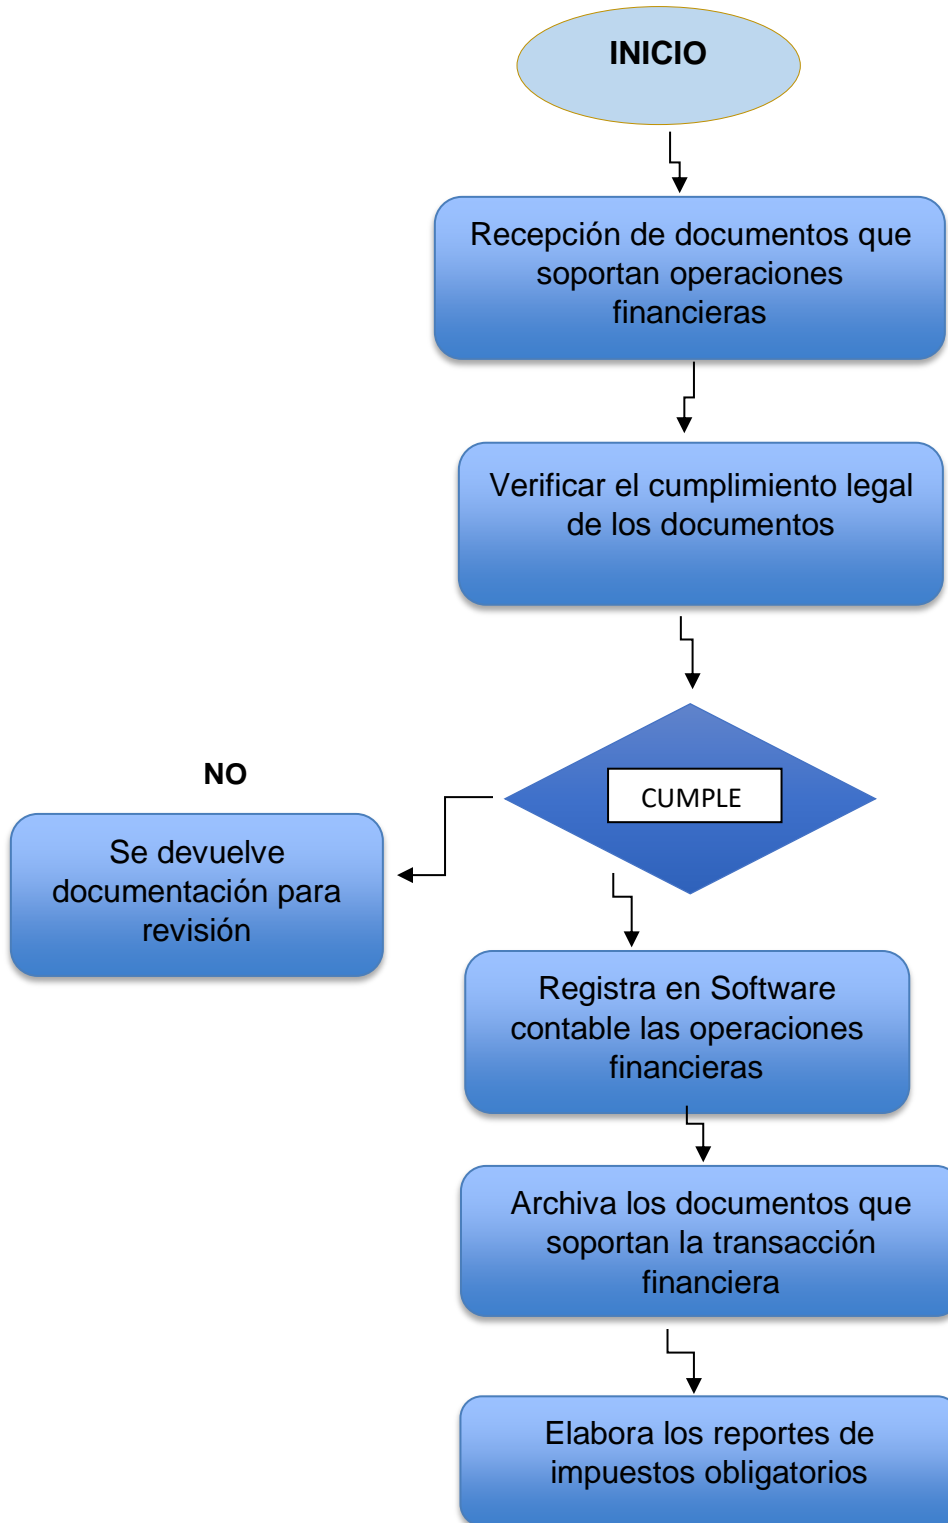 INICIO
Recepción de documentos que
soportan operaciones
financieras
Verificar el cumplimiento legal
de los documentos
CUMPLE
NO
Se devuelve
documentación para
revisión
Registra en Software
contable las operaciones
financieras
Archiva los documentos que
soportan la transacción
financiera
Elabora los reportes de
impuestos obligatorios